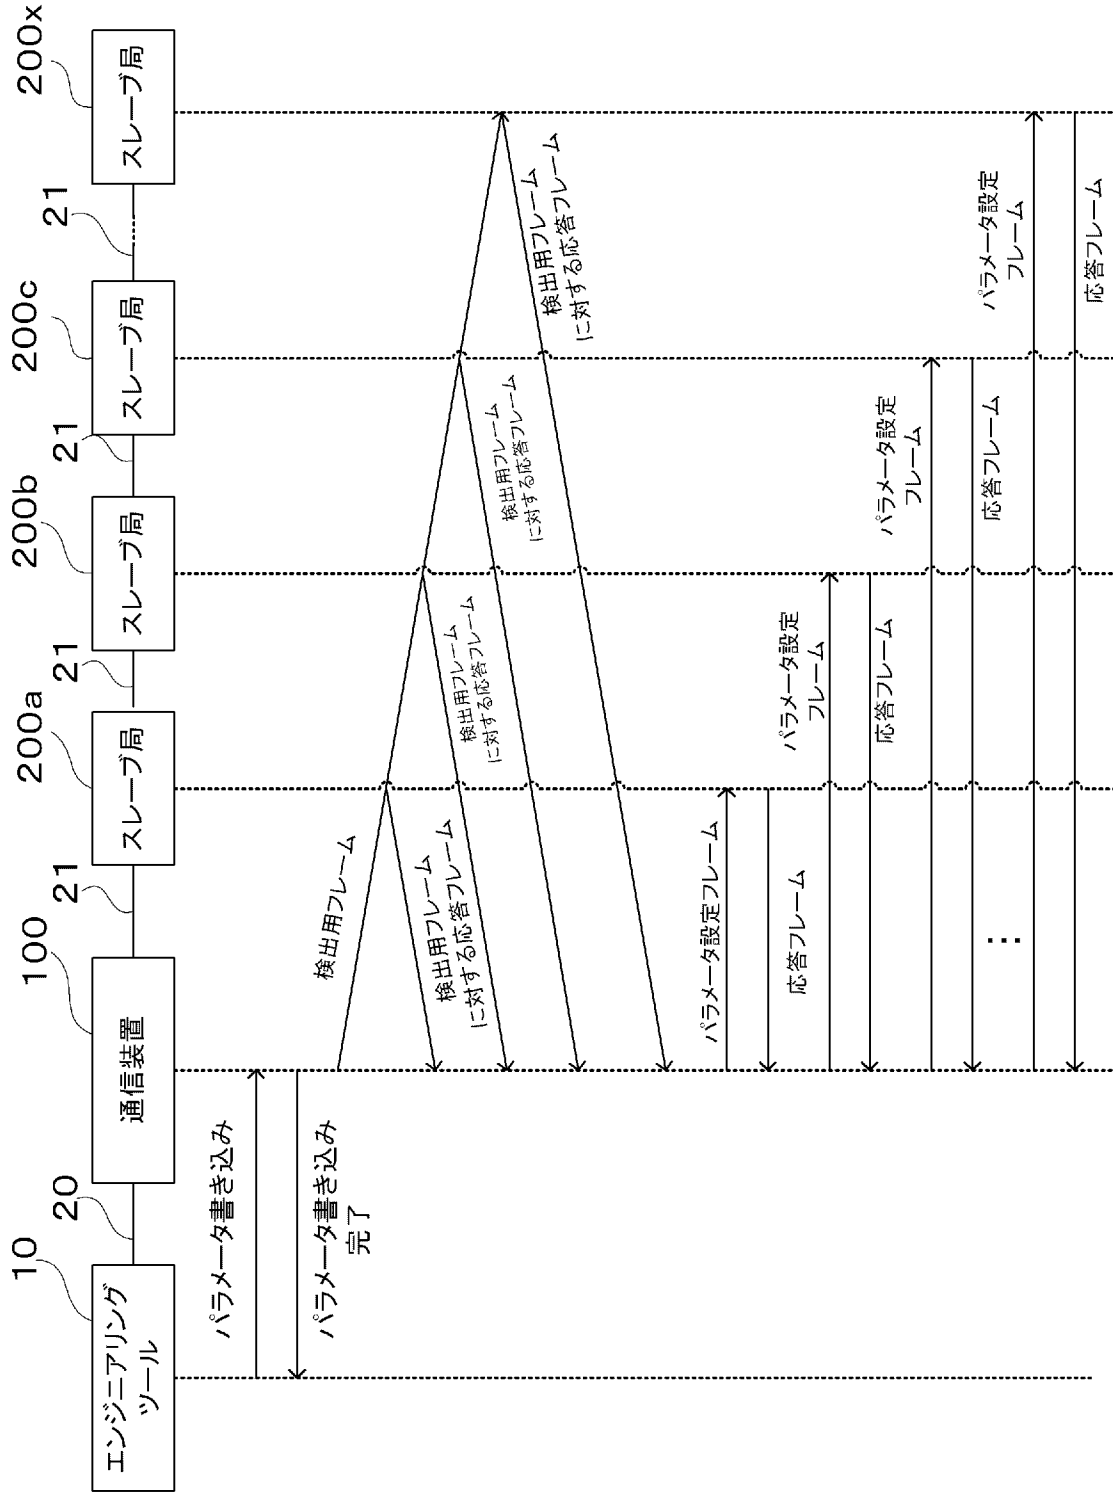 10
20
100
21
200a
21
200b
21
200c
21
200x
エンジニアリング
ツール
通信装置
スレーブ局
スレーブ局
スレーブ局
スレーブ局
パラメータ書き込み
パラメータ書き込み
完了
検出用フレーム
検出用フレーム
に対する応答フレーム
検出用フレーム
に対する応答フレーム
検出用フレーム
に対する応答フレーム
検出用フレーム
に対する応答フレーム
パラメータ設定フレーム
応答フレーム
パラメータ設定
フレーム
応答フレーム
パラメータ設定
フレーム
応答フレーム
…
パラメータ設定
フレーム
応答フレーム